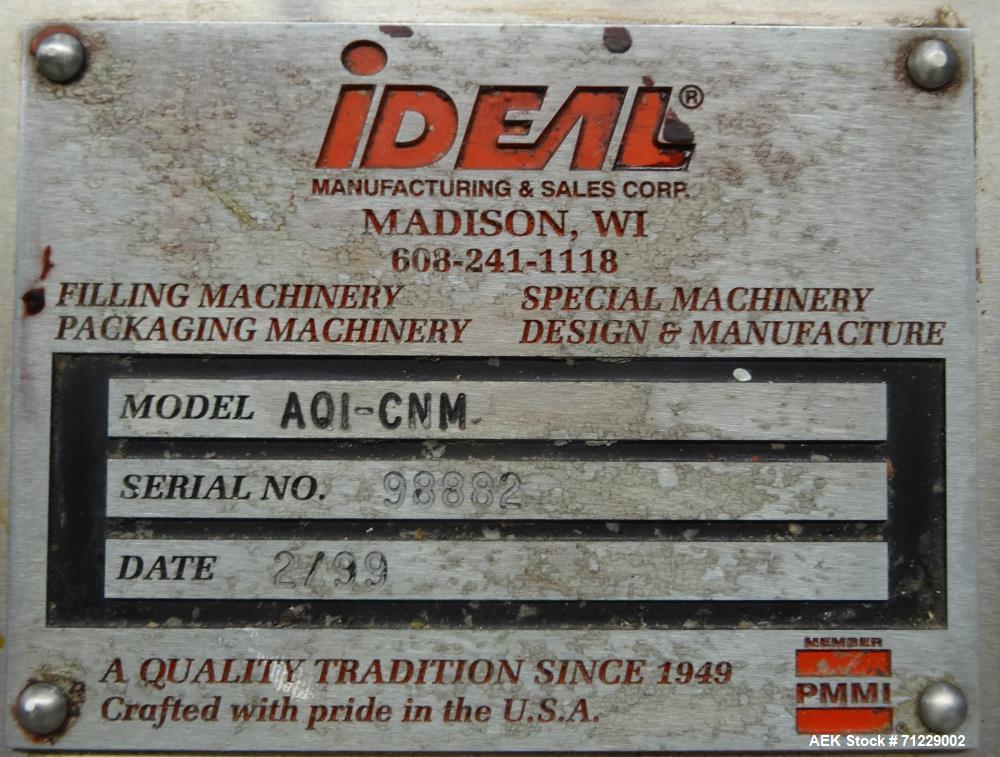 iDEAL®
MANUFACTURING & SALES CORP.
MADISON, WI
608-241-1118
FILLING MACHINERY SPECIAL MACHINERY
PACKAGING MACHINERY DESIGN & MANUFACTURE
MODEL AQI-CNM
SERIAL NO. 98882
DATE 2/99
A QUALITY TRADITION SINCE 1949
Crafted with pride in the U.S.A.
MEMBER
PMMI
AEK Stock # 71229002